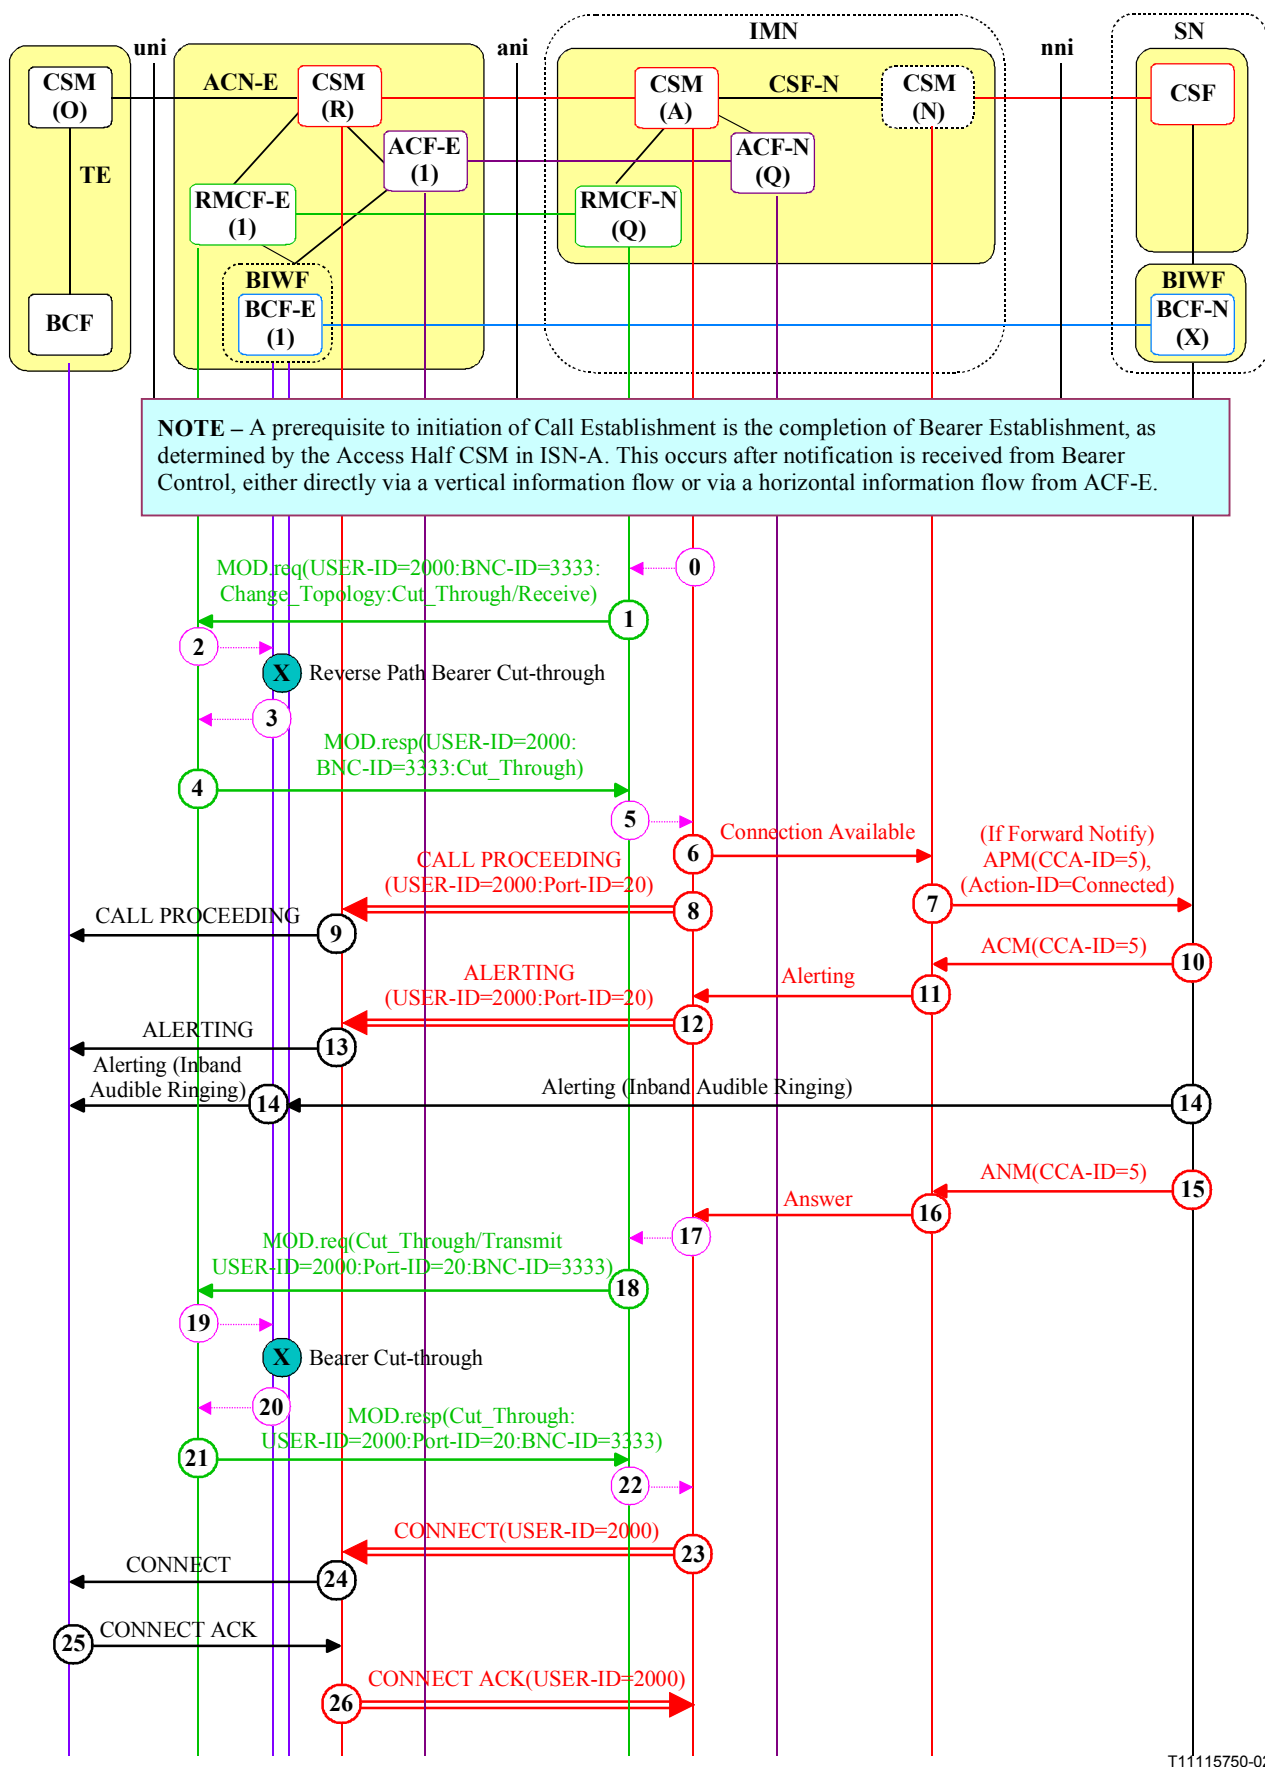 IMN
SN
uni
ani
nni
CSM
(O)
ACN-E
CSM
(R)
CSM
(A)
CSF-N
CSM
(N)
CSF
TE
ACF-E
(1)
ACF-N
(Q)
RMCF-E
(1)
RMCF-N
(Q)
BIWF
BIWF
BCF
BCF-E
(1)
BCF-N
(X)
NOTE – A prerequisite to initiation of Call Establishment is the completion of Bearer Establishment, as
determined by the Access Half CSM in ISN-A. This occurs after notification is received from Bearer
Control, either directly via a vertical information flow or via a horizontal information flow from ACF-E.
0
MOD.req(USER-ID=2000:BNC-ID=3333:
Change_Topology:Cut_Through/Receive)
1
2
X Reverse Path Bearer Cut-through
3
MOD.resp(USER-ID=2000:
BNC-ID=3333:Cut_Through)
4
5
Connection Available
6
(If Forward Notify)
APM(CCA-ID=5),
(Action-ID=Connected)
7
CALL PROCEEDING
(USER-ID=2000:Port-ID=20)
8
CALL PROCEEDING
9
ACM(CCA-ID=5)
10
Alerting
11
ALERTING
(USER-ID=2000:Port-ID=20)
12
ALERTING
13
Alerting (Inband
Audible Ringing)
14
Alerting (Inband Audible Ringing)
14
ANM(CCA-ID=5)
15
Answer
16
17
MOD.req(Cut_Through/Transmit
USER-ID=2000:Port-ID=20:BNC-ID=3333)
18
19
X Bearer Cut-through
20
MOD.resp(Cut_Through:
USER-ID=2000:Port-ID=20:BNC-ID=3333)
21
22
CONNECT(USER-ID=2000)
23
CONNECT
24
25
CONNECT ACK
CONNECT ACK(USER-ID=2000)
26
T11115750-02